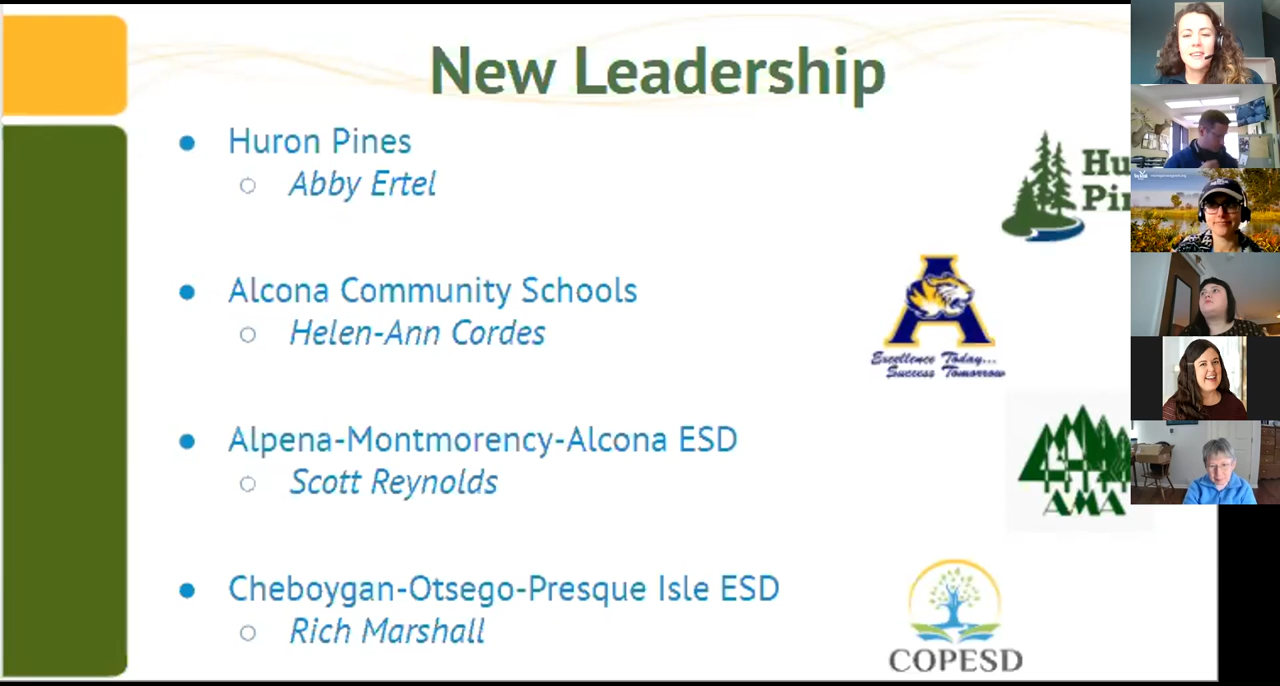 New Leadership
Huron Pines
Abby Ertel
Alcona Community Schools
Helen-Ann Cordes
A
Excellence Today...
Success Tomorrow
Alpena-Montmorency-Alcona ESD
Scott Reynolds
AMA
Cheboygan-Otsego-Presque Isle ESD
Rich Marshall
COPESD